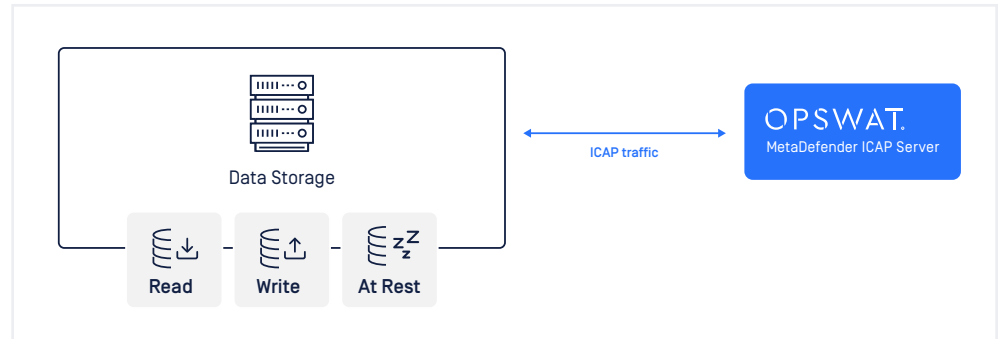 Data Storage
Read
Write
At Rest
ICAP traffic
OPSWAT.
MetaDefender ICAP Server